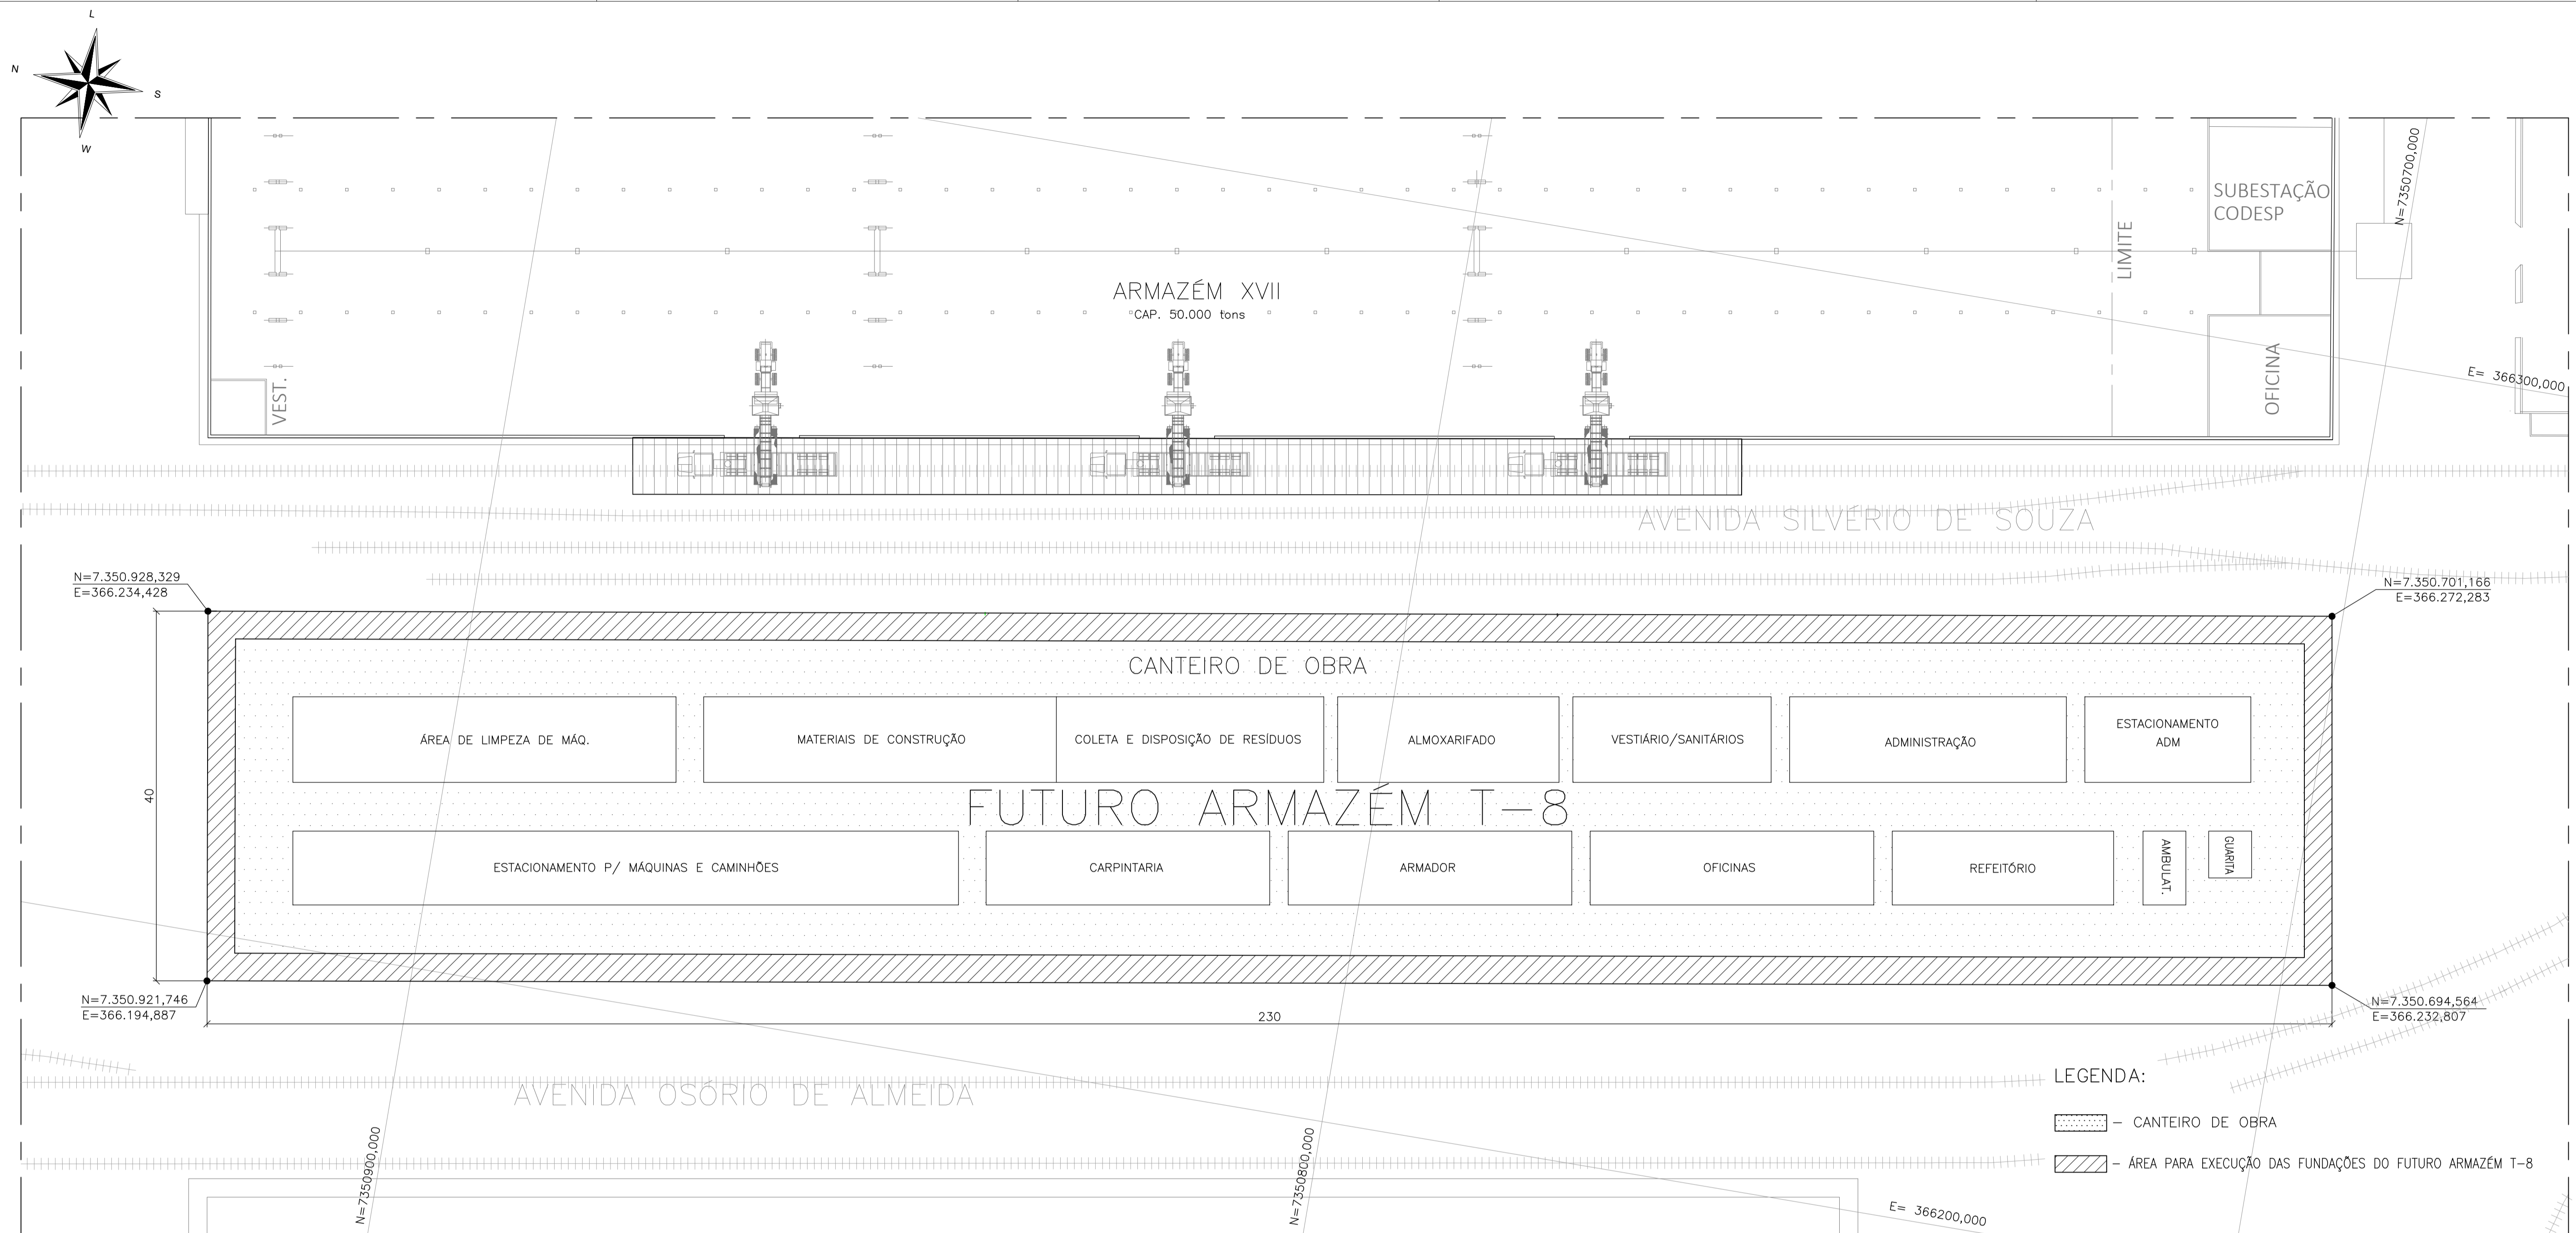 L
N
S
W
SUBESTAÇÃO
CODESP
N=7350700,000
LIMITE
ARMAZÉM XVII
CAP. 50.000 tons
VEST.
OFICINA
E= 366300,000
AVENIDA SILVÉRIO DE SOUZA
N=7.350.928,329
E=366.234,428
N=7.350.701,166
E=366.272,283
CANTEIRO DE OBRA
ÁREA DE LIMPEZA DE MÁQ.
MATERIAIS DE CONSTRUÇÃO
COLETA E DISPOSIÇÃO DE RESÍDUOS
ALMOXARIFADO
VESTIÁRIO/SANITÁRIOS
ADMINISTRAÇÃO
ESTACIONAMENTO
ADM
40
FUTURO ARMAZÉM T-8
ESTACIONAMENTO P/ MÁQUINAS E CAMINHÕES
CARPINTARIA
ARMADOR
OFICINAS
REFEITÓRIO
AMBULAT.
GUARITA
N=7.350.921,746
E=366.194,887
N=7.350.694,564
E=366.232,807
230
AVENIDA OSÓRIO DE ALMEIDA
LEGENDA:
- CANTEIRO DE OBRA
- ÁREA PARA EXECUÇÃO DAS FUNDAÇÕES DO FUTURO ARMAZÉM T-8
N=7350900,000
N=7350800,000
E= 366200,000